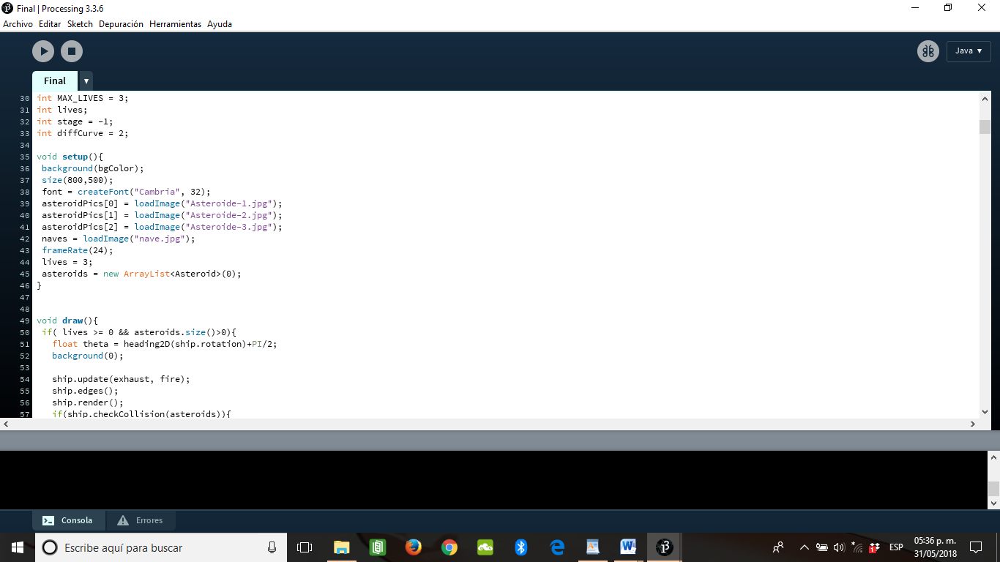 Final | Processing 3.3.6
Archivo Editar Sketch Depuración Herramientas Ayuda
Java ▼
Final ▼
30 int MAX_LIVES = 3;
31 int lives;
32 int stage = -1;
33 int diffCurve = 2;
34
35 void setup(){
36 background(bgColor);
37 size(800,500);
38 font = createFont("Cambria", 32);
39 asteroidPics[0] = loadImage("Asteroide-1.jpg");
40 asteroidPics[1] = loadImage("Asteroide-2.jpg");
41 asteroidPics[2] = loadImage("Asteroide-3.jpg");
42 naves = loadImage("nave.jpg");
43 frameRate(24);
44 lives = 3;
45 asteroids = new ArrayList<Asteroid>(0);
46 }
47
48
49 void draw(){
50 if( lives >= 0 && asteroids.size()>0){
51 float theta = heading2D(ship.rotation)+PI/2;
52 background(0);
53
54 ship.update(exhaust, fire);
55 ship.edges();
56 ship.render();
57 if(ship.checkCollision(asteroids)){
Consola Errores
Escribe aquí para buscar
ESP
05:36 p. m.
31/05/2018